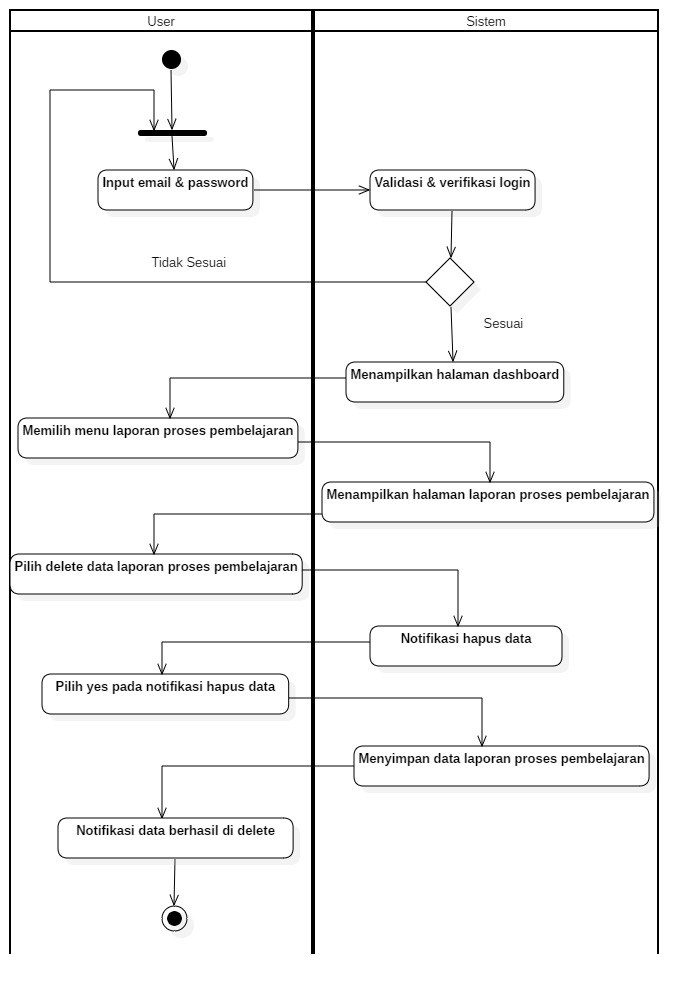 User
Sistem
Input email & password
Validasi & verifikasi login
Tidak Sesuai
Sesuai
Menampilkan halaman dashboard
Memilih menu laporan proses pembelajaran
Menampilkan halaman laporan proses pembelajaran
Pilih delete data laporan proses pembelajaran
Notifikasi hapus data
Pilih yes pada notifikasi hapus data
Menyimpan data laporan proses pembelajaran
Notifikasi data berhasil di delete